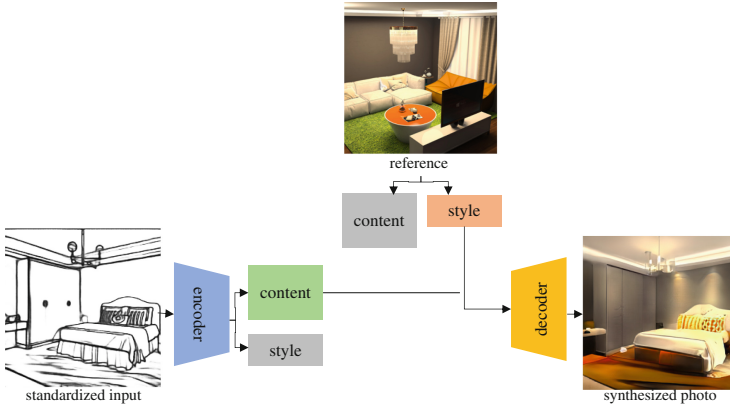 reference
content
style
encoder
content
style
decoder
standardized input
synthesized photo